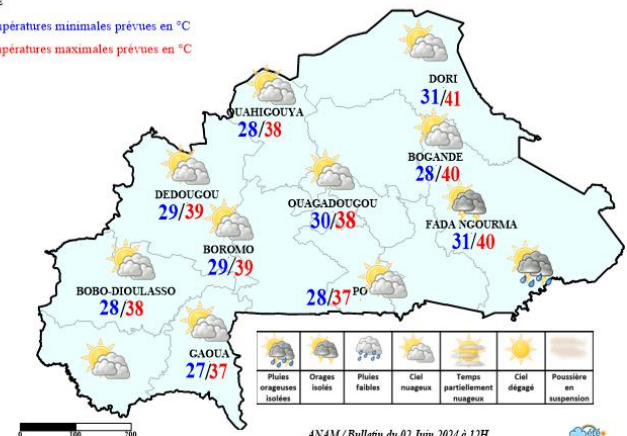 Températures minimales prévues en °C
Températures maximales prévues en °C
DORI
31/41
OUAHIGOUYA
28/38
BOGANDE
28/40
DEDOUGOU
29/39
OUAGADOUGOU
30/38
FADA NGOURMA
31/40
BOROMO
29/39
BOBO-DIOULASSO
28/38
28/37 PO
GAOUA
27/37
Pluies orageuses isolées
Orages isolés
Pluies faibles
Ciel nuageux
Temps partiellement nuageux
Ciel dégagé
Poussière en suspension
0 100 200
ANAM / Bulletin du 02 Juin 2024 à 12H